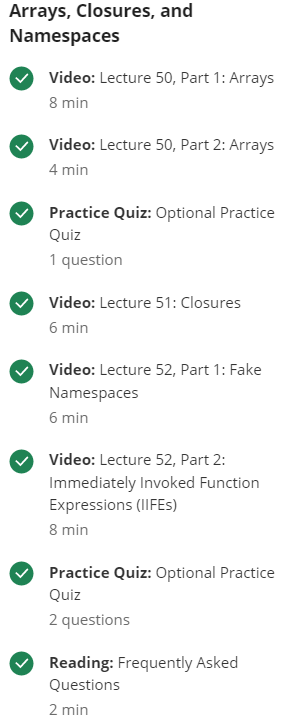 Arrays, Closures, and
Namespaces
Video: Lecture 50, Part 1: Arrays
8 min
Video: Lecture 50, Part 2: Arrays
4 min
Practice Quiz: Optional Practice
Quiz
1 question
Video: Lecture 51: Closures
6 min
Video: Lecture 52, Part 1: Fake
Namespaces
6 min
Video: Lecture 52, Part 2:
Immediately Invoked Function
Expressions (IIFEs)
8 min
Practice Quiz: Optional Practice
Quiz
2 questions
Reading: Frequently Asked
Questions
2 min